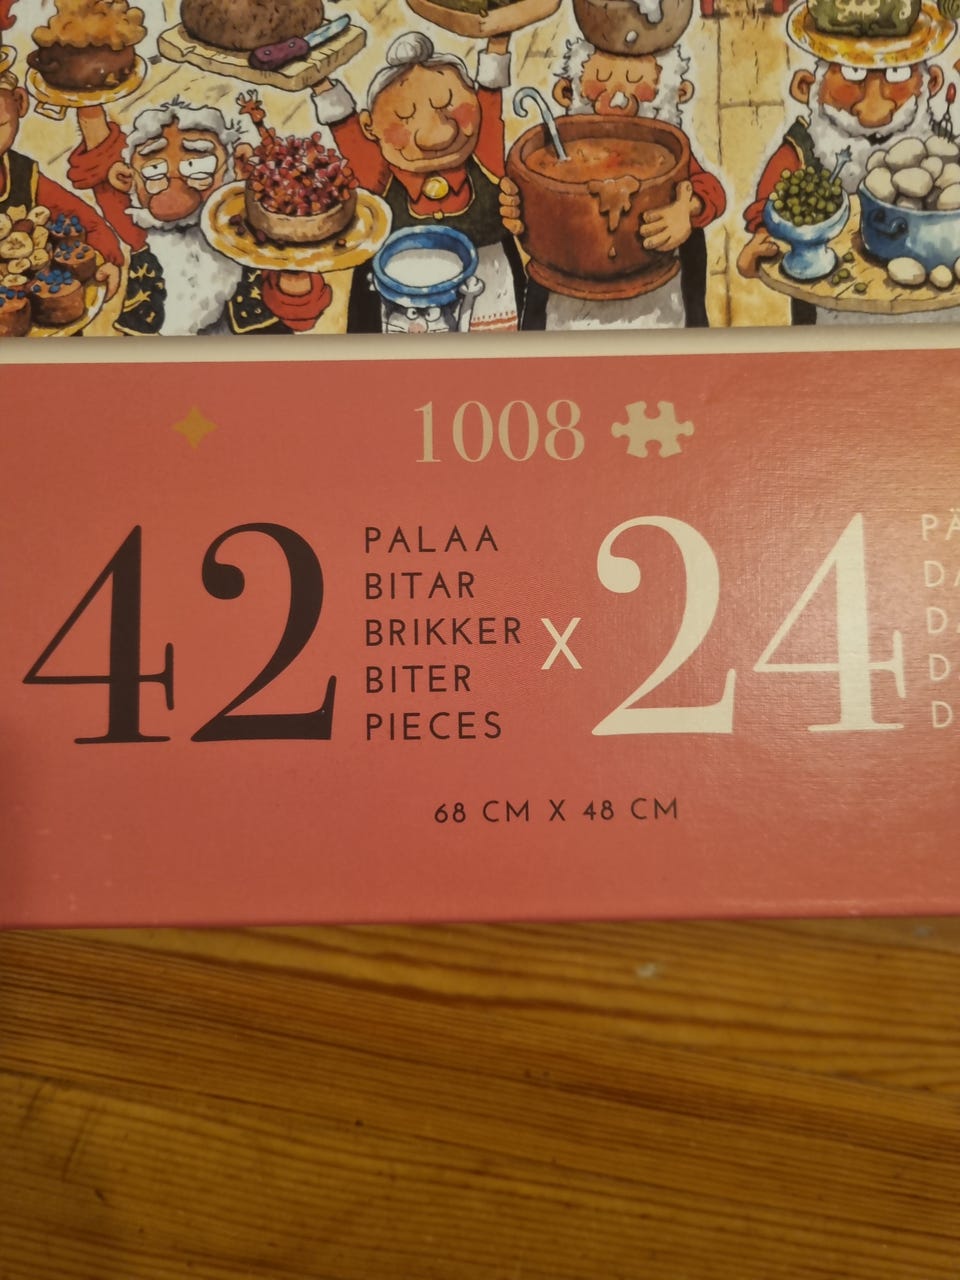 1008
42
PALAA
BITAR
BRIKKER
BITER
PIECES
X
24
68 CM X 48 CM